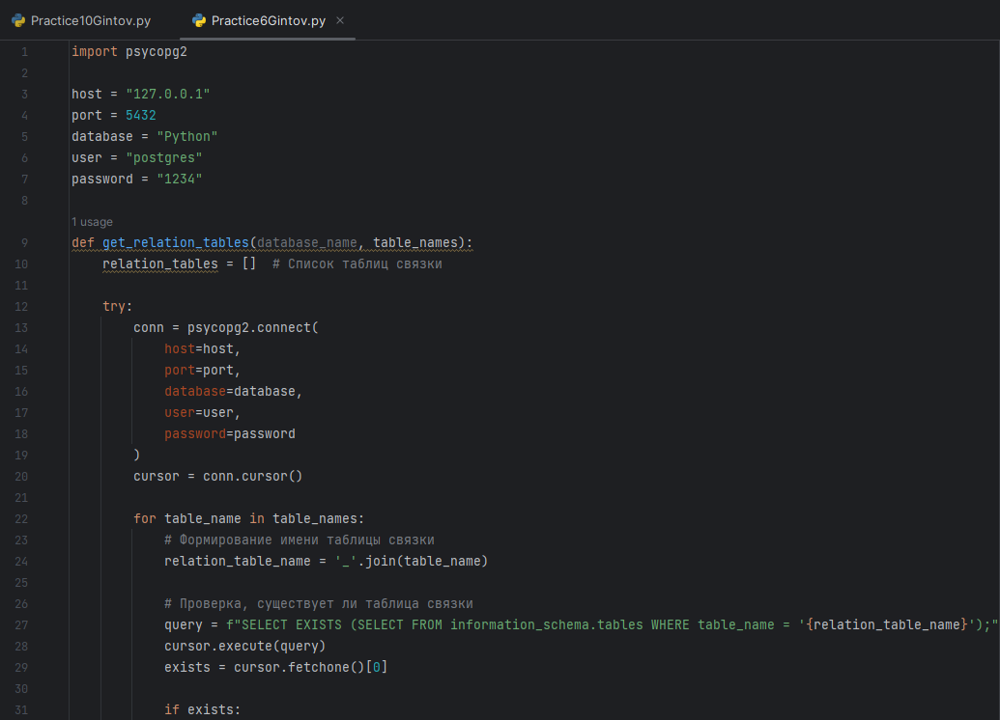 Practice10Gintov.py Practice6Gintov.py ×
1 import psycopg2
2
3 host = "127.0.0.1"
4 port = 5432
5 database = "Python"
6 user = "postgres"
7 password = "1234"
8
1 usage
9 def get_relation_tables(database_name, table_names):
10 relation_tables = [] # Список таблиц связки
11
12 try:
13 conn = psycopg2.connect(
14 host=host,
15 port=port,
16 database=database,
17 user=user,
18 password=password
19 )
20 cursor = conn.cursor()
21
22 for table_name in table_names:
23 # Формирование имени таблицы связки
24 relation_table_name = '_'.join(table_name)
25
26 # Проверка, существует ли таблица связки
27 query = f"SELECT EXISTS (SELECT FROM information_schema.tables WHERE table_name = '{relation_table_name}');"
28 cursor.execute(query)
29 exists = cursor.fetchone()[0]
30
31 if exists: